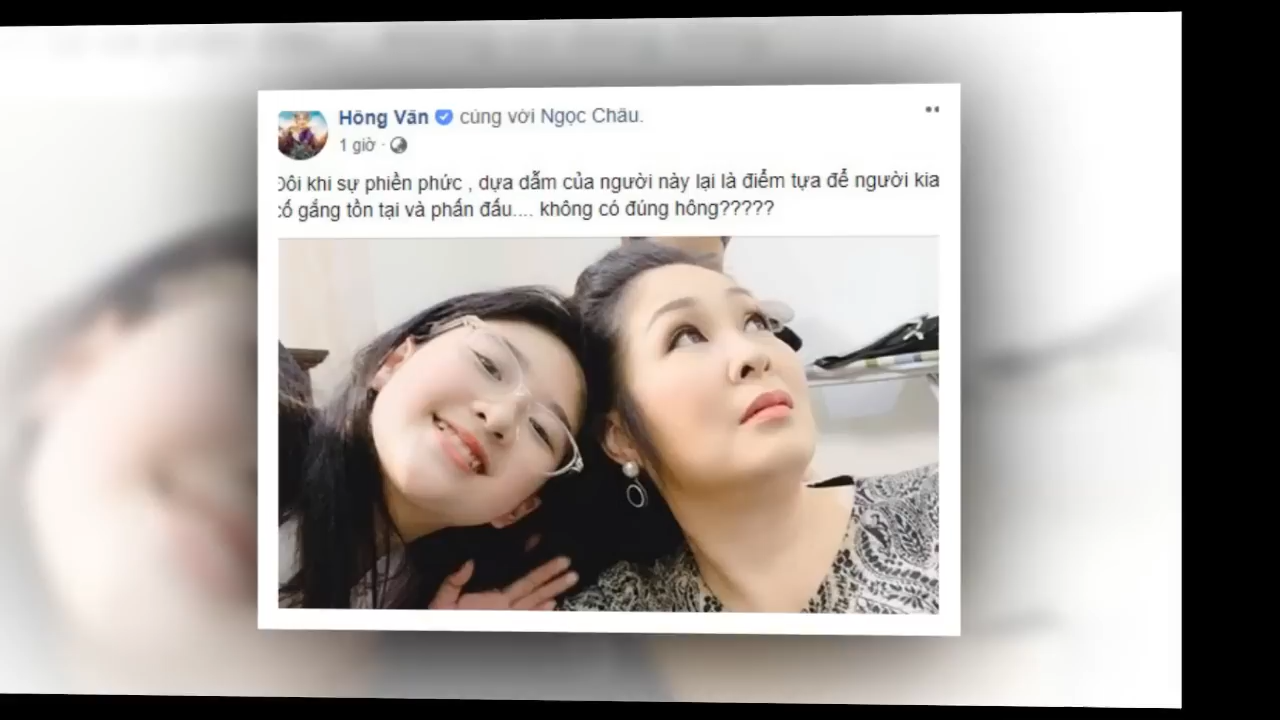 Hồng Vân cùng với Ngọc Châu.
1 giờ ·
Đôi khi sự phiền phức , dựa dẫm của người này lại là điểm tựa để người kia
cố gắng tồn tại và phấn đấu.... không có đúng hông?????